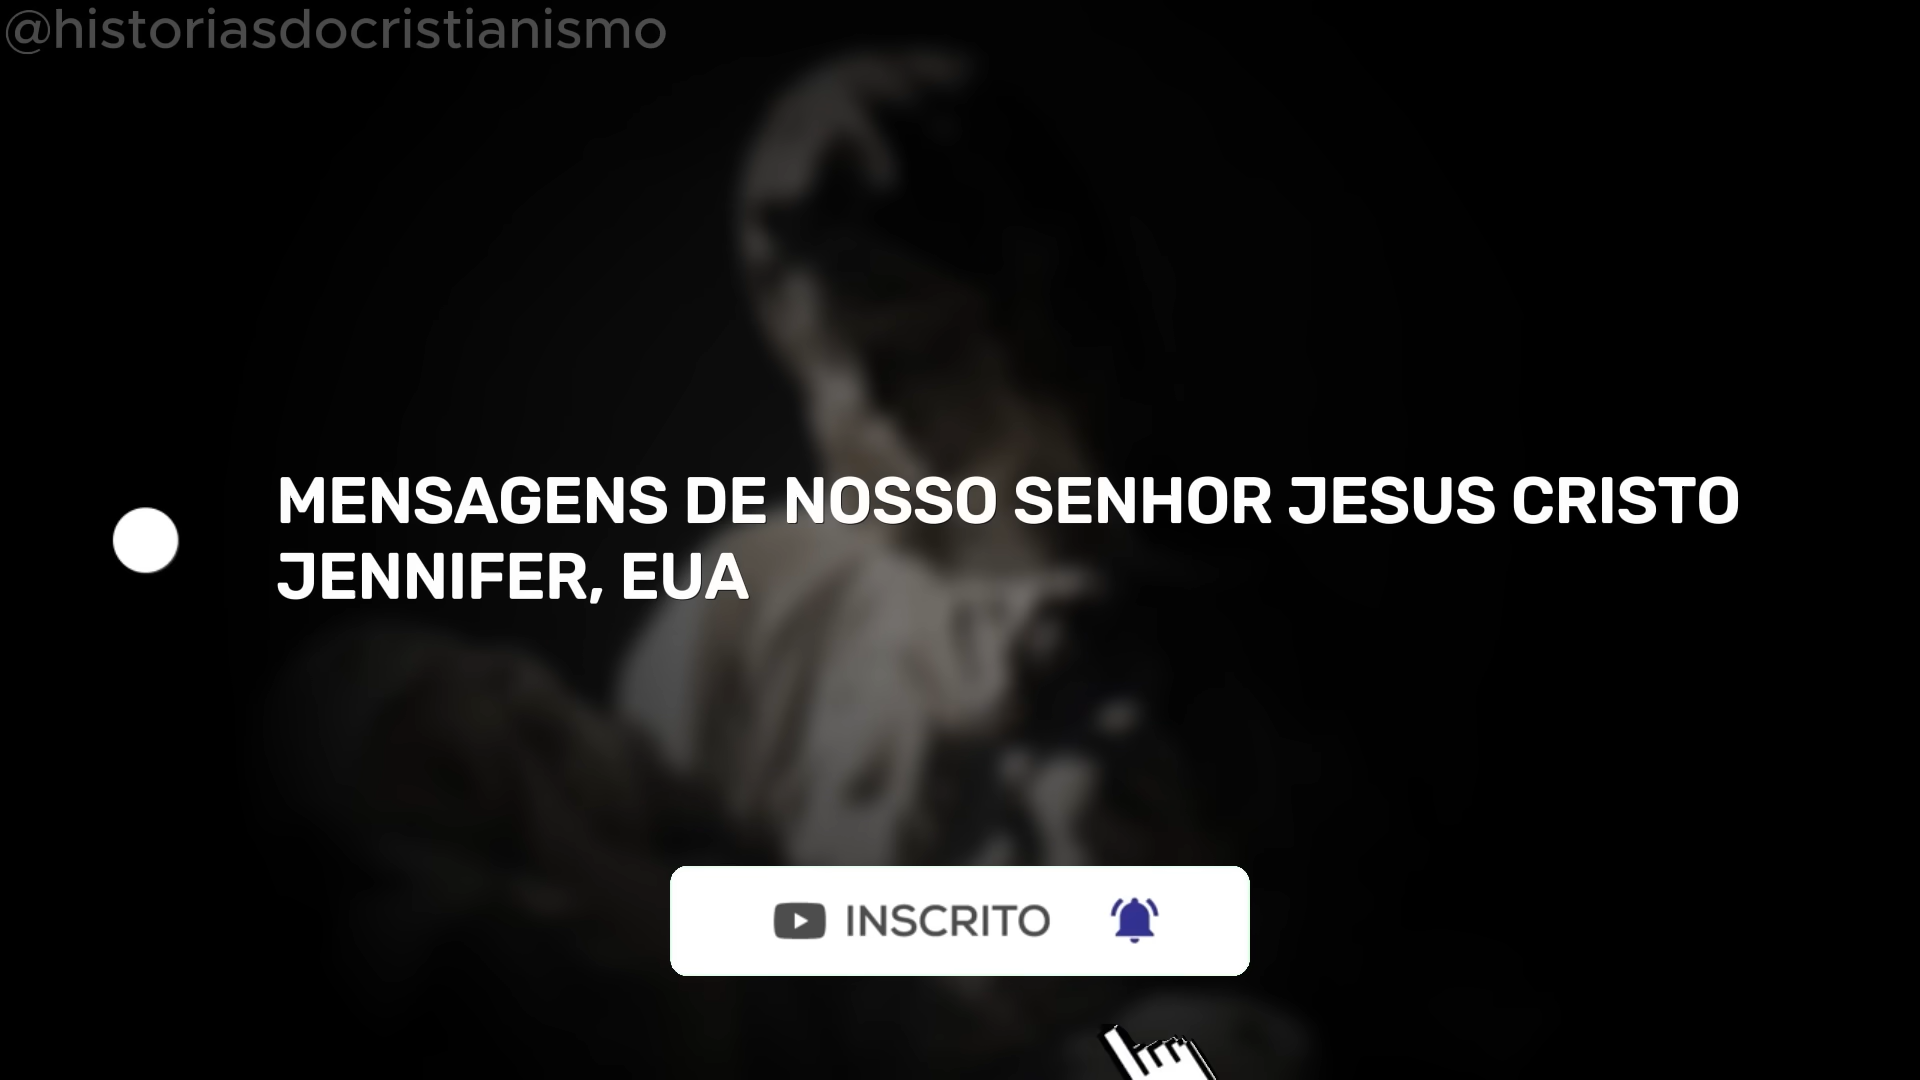 @historiasdocristianismo
MENSAGENS DE NOSSO SENHOR JESUS CRISTO
JENNIFER, EUA
INSCRITO